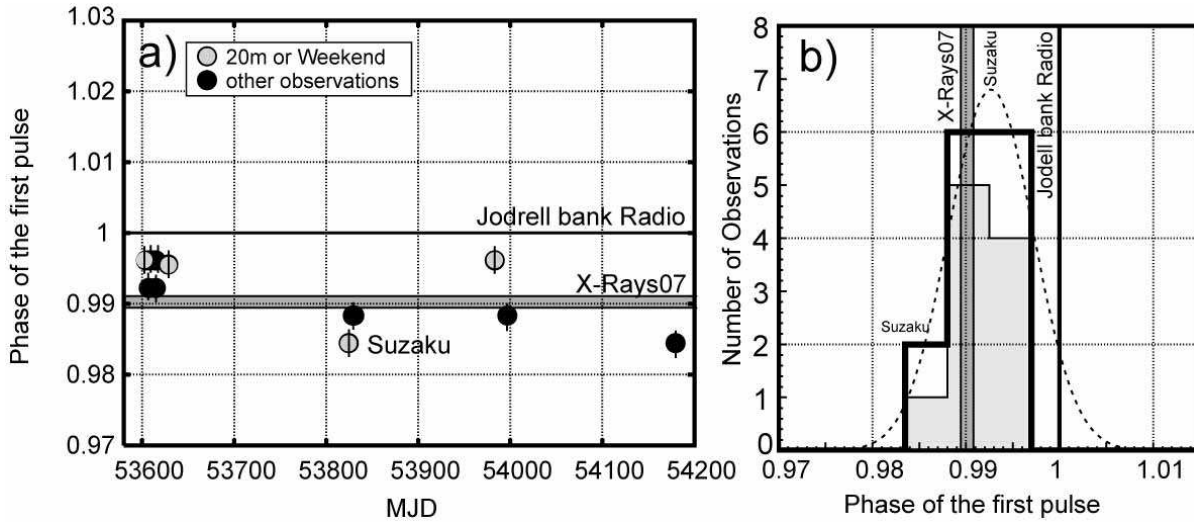 a)
20m or Weekend
other observations
1.03
1.02
1.01
1
0.99
0.98
0.97
Phase of the first pulse
Jodrell bank Radio
X-Rays07
Suzaku
53600 53700 53800 53900 54000 54100 54200
MJD
b)
8
7
6
5
4
3
2
1
0
Number of Observations
X-Rays07
Suzaku
Jodell bank Radio
Suzaku
0.97 0.98 0.99 1 1.01
Phase of the first pulse